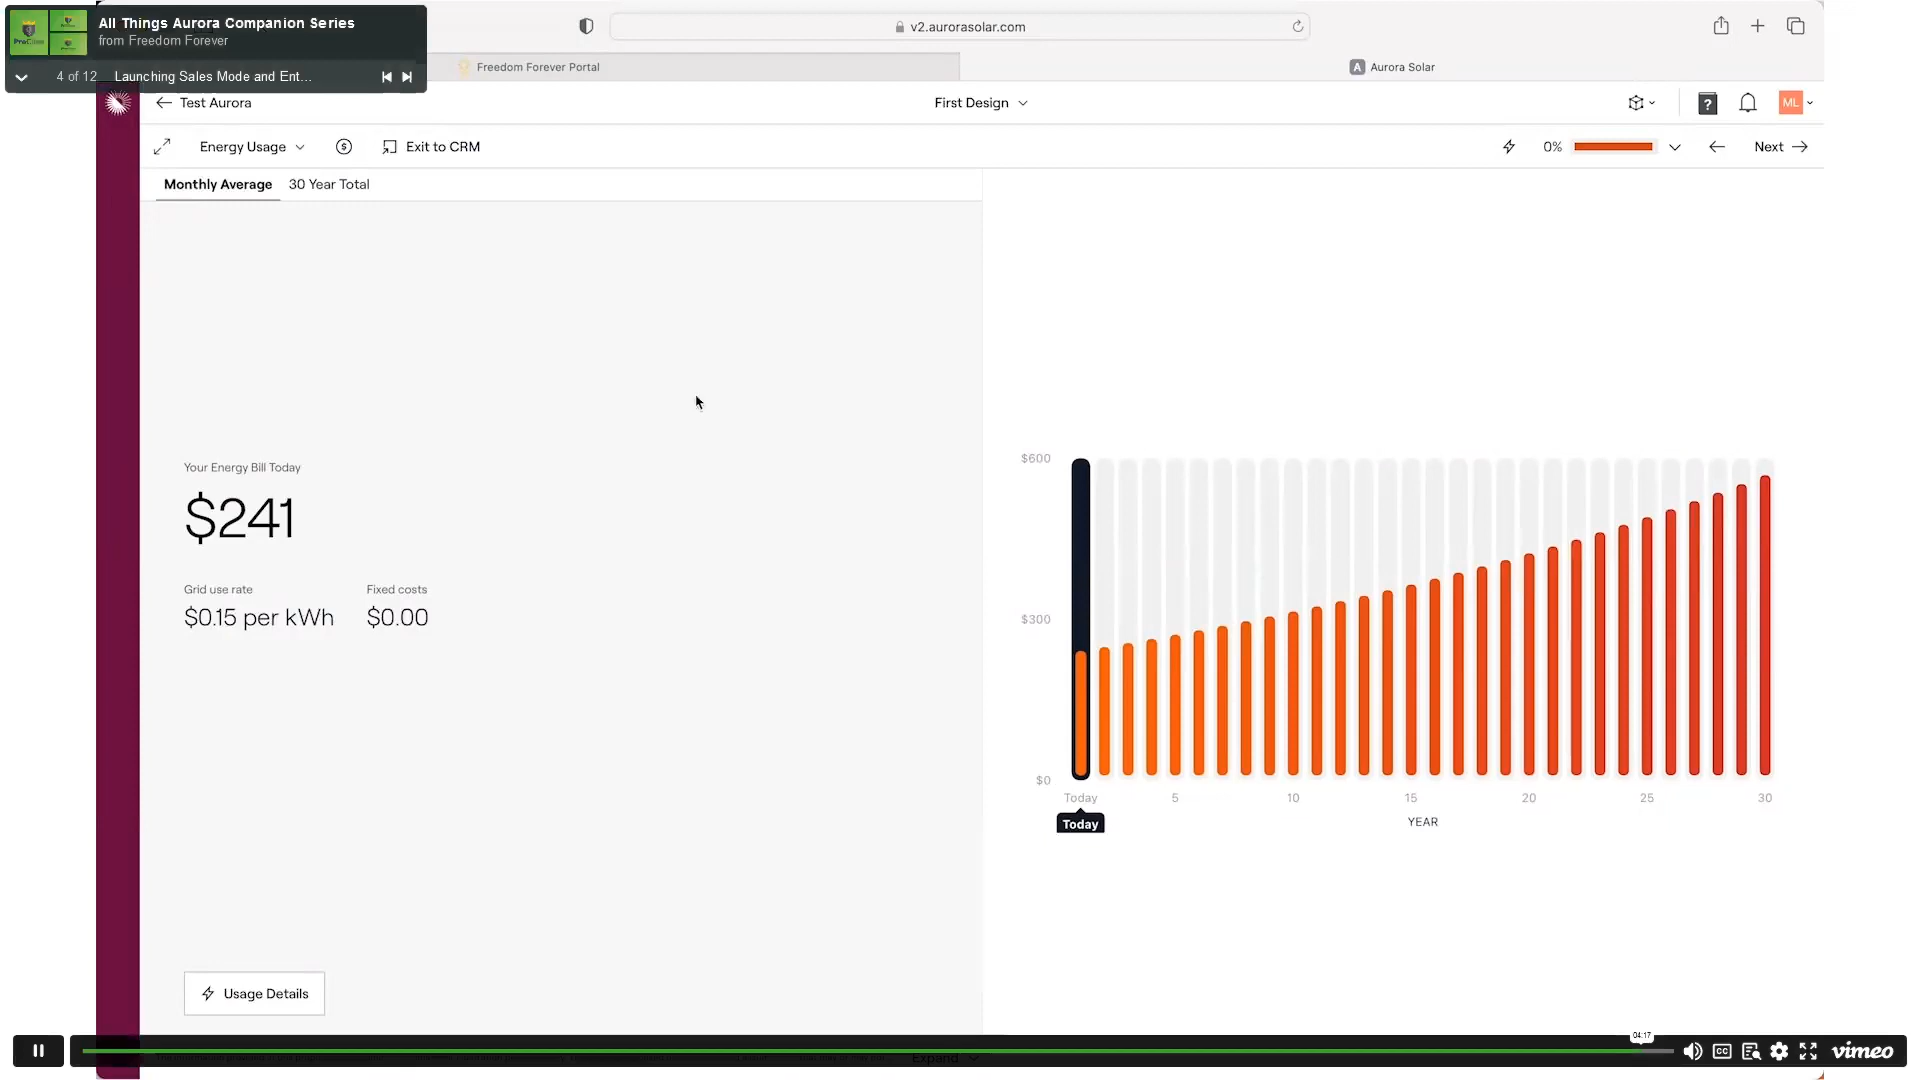 All Things Aurora Companion Series
from Freedom Forever
4 of 12 Launching Sales Mode and Ent...
v2.aurorasolar.com
Freedom Forever Portal
A Aurora Solar
Test Aurora
First Design
?
ML
Energy Usage
$
Exit to CRM
0%
Next
Monthly Average
30 Year Total
Your Energy Bill Today
$241
Grid use rate
Fixed costs
$0.15 per kWh
$0.00
$600
$300
$0
Today
5
10
15
20
25
30
Today
YEAR
Usage Details
Expand
04:17
CC
vimeo